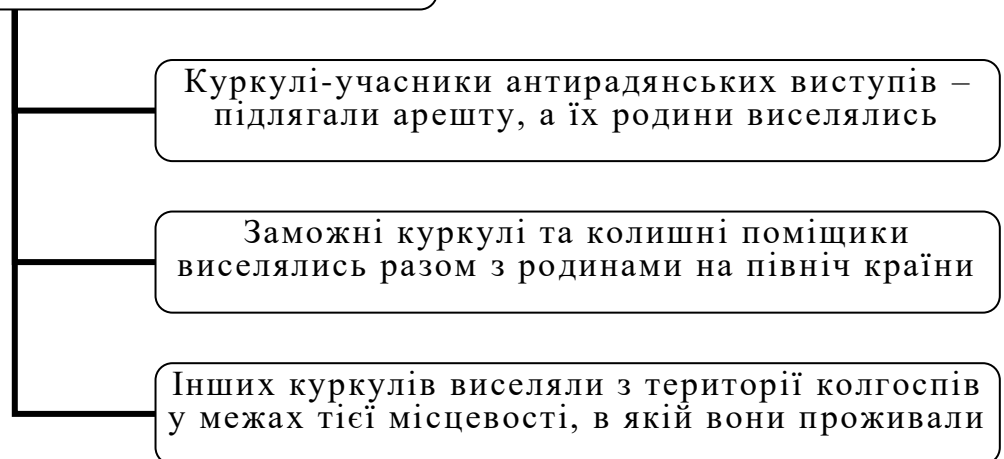 Куркулі-учасники антирадянських виступів –
підлягали арешту, а їх родини виселялись
Заможні куркулі та колишні поміщики
виселялись разом з родинами на північ країни
Інших куркулів виселяли з території колгоспів
у межах тієї місцевості, в якій вони проживали